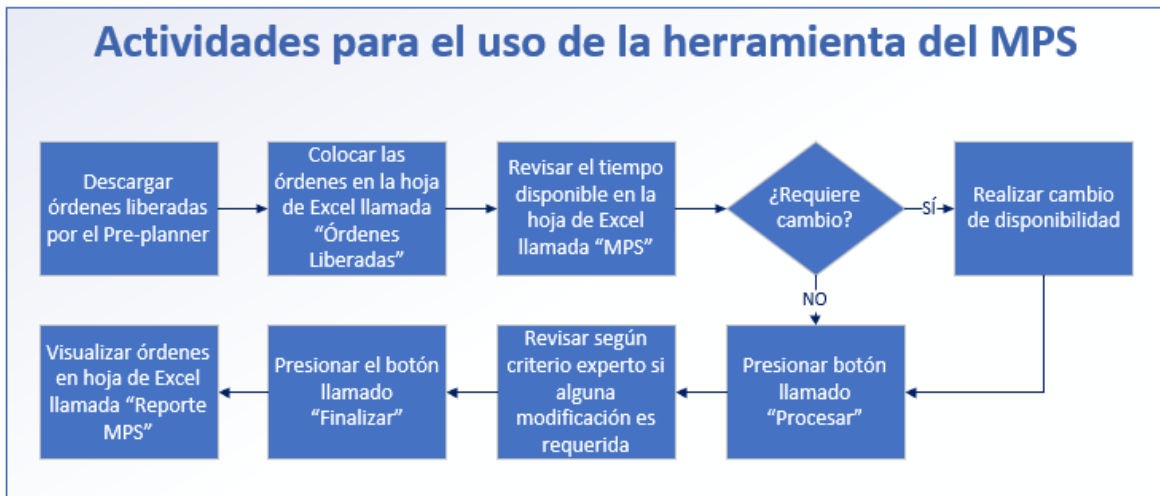 Actividades para el uso de la herramienta del MPS
Descargar
órdenes liberadas
por el Pre-planner
Colocar las
órdenes en la hoja
de Excel llamada
“Órdenes
Liberadas”
Revisar el tiempo
disponible en la
hoja de Excel
llamada “MPS”
¿Requiere
cambio?
SÍ
Realizar cambio
de disponibilidad
NO
Presionar botón
llamado
“Procesar”
Revisar según
criterio experto si
alguna
modificación es
requerida
Presionar el botón
llamado
“Finalizar”
Visualizar órdenes
en hoja de Excel
llamada “Reporte
MPS”